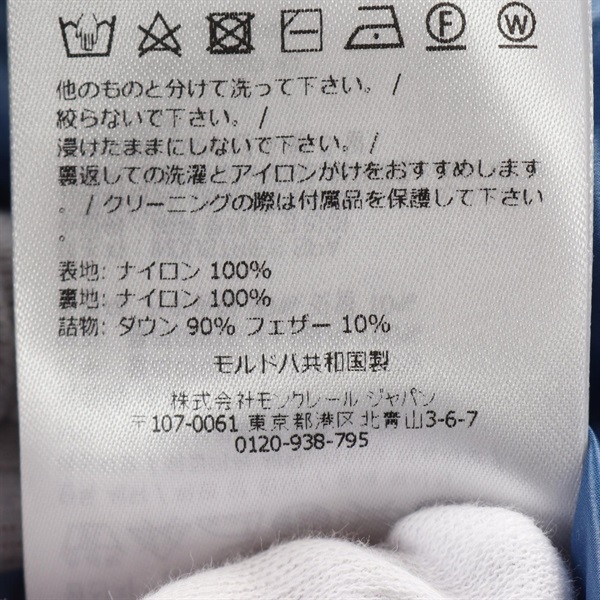 F W
他のものと分けて洗って下さい。 /
絞らないで下さい。 /
浸けたままにしないで下さい。 /
裏返しての洗濯とアイロンがけをおすすめします
。 / クリーニングの際は付属品を保護して下さい
。
表地: ナイロン 100%
裏地: ナイロン 100%
詰物: ダウン 90% フェザー 10%
モルドバ共和国製
株式会社モンクレール ジャパン
〒107-0061 東京都港区 北青山3-6-7
0120-938-795